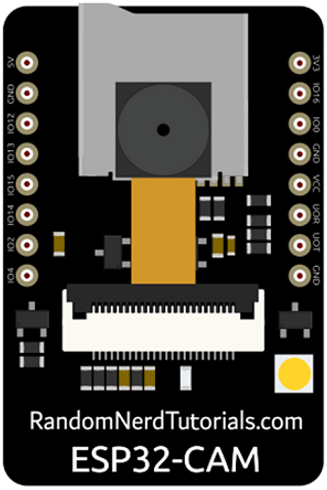 5V
GND
IO12
IO13
IO15
IO14
IO2
IO4
3V3
IO16
IO0
GND
VCC
UOR
UOT
GND
RandomNerdTutorials.com
ESP32-CAM